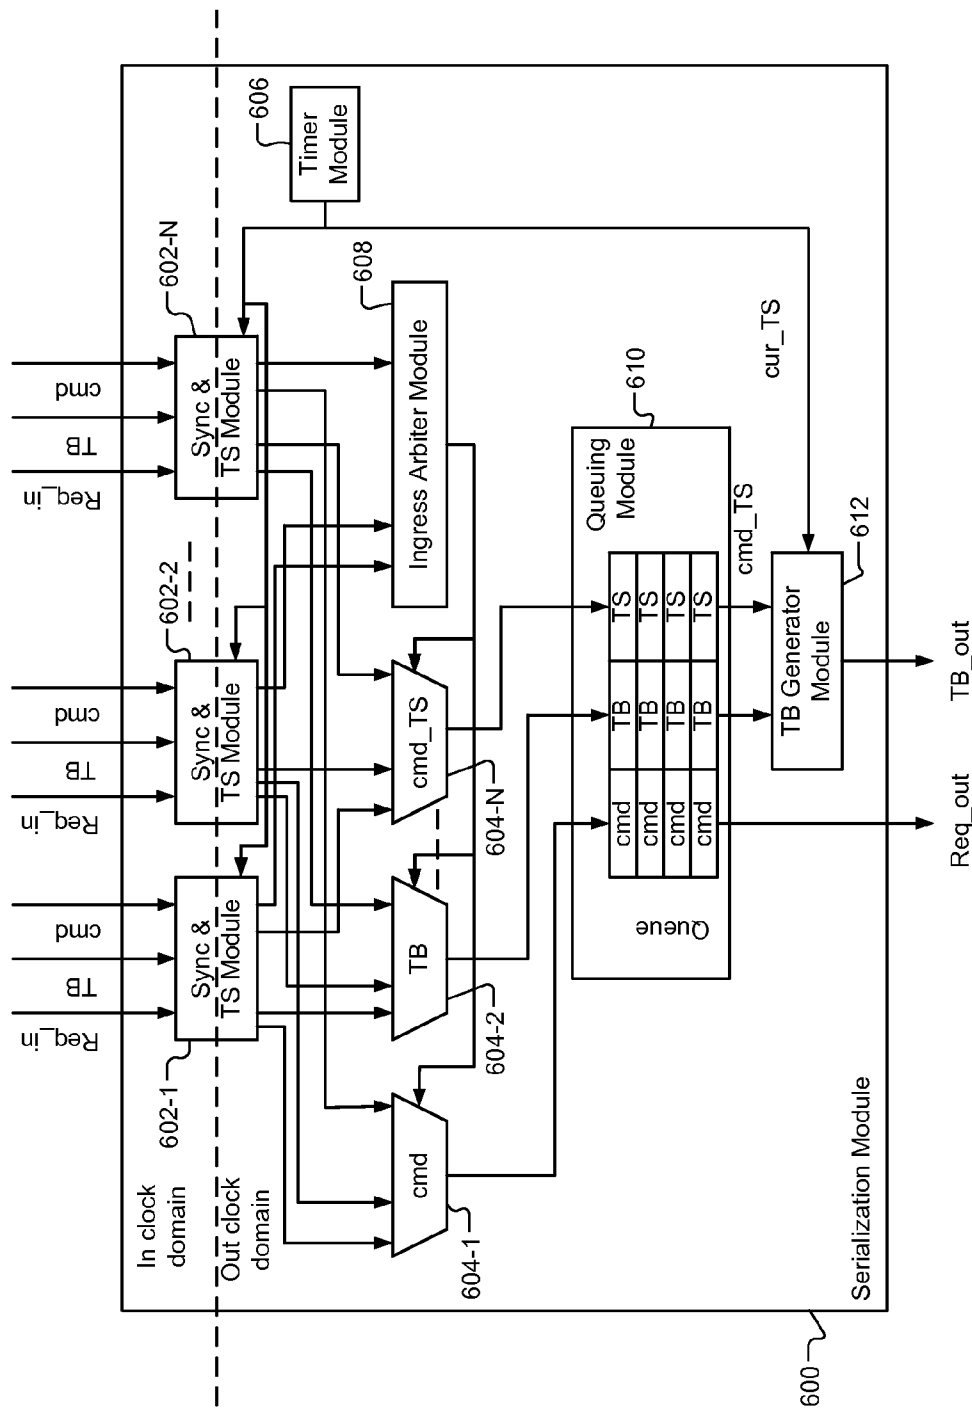 Req_in
TB
cmd
Req_in
TB
cmd
Req_in
TB
cmd
602-1
602-2
602-N
606
In clock
domain
Out clock
domain
Sync &
TS Module
Sync &
TS Module
Sync &
TS Module
Timer
Module
608
cmd
TB
cmd_TS
Ingress Arbiter Module
604-1
604-2
604-N
Queuing
Module
610
Queue
cmd TB TS
cmd TB TS
cmd TB TS
cmd TB TS
cmd_TS
cur_TS
TB Generator
Module
612
Serialization Module
600
Req_out
TB_out